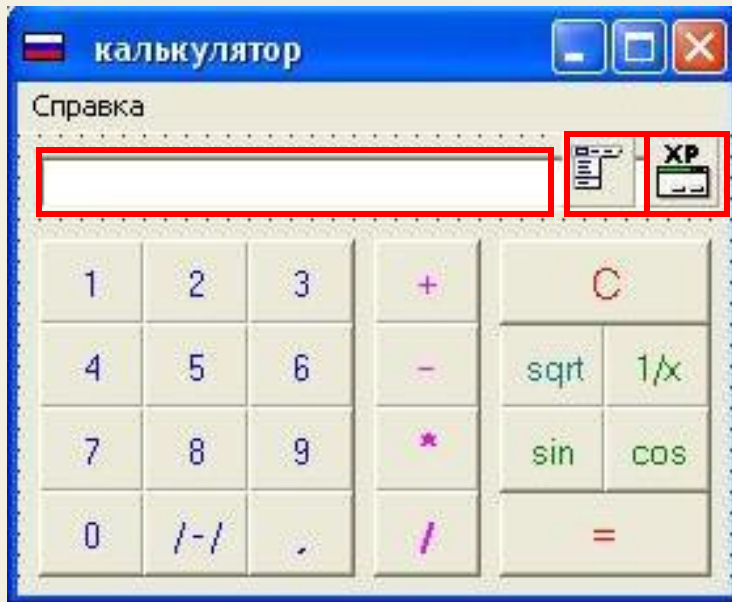 калькулятор
Справка
XP
1 2 3 + C
4 5 6 - sqrt 1/x
7 8 9 * sin cos
0 /-/ , / =